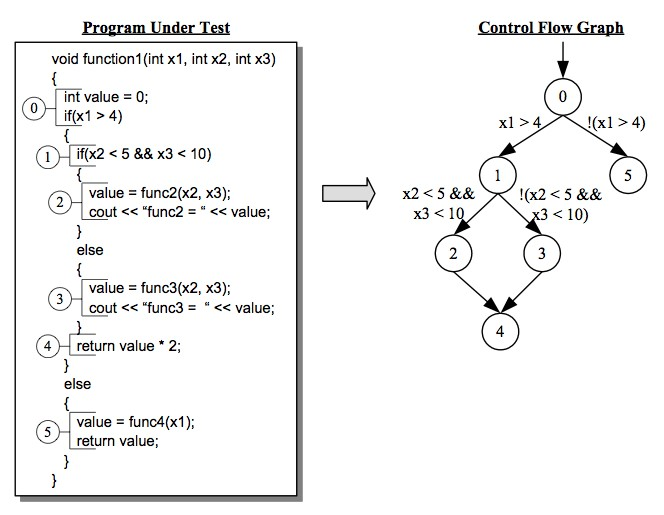 Program Under Test
void function1(int x1, int x2, int x3)
{
0
int value = 0;
if(x1 > 4)
{
1
if(x2 < 5 && x3 < 10)
{
2
value = func2(x2, x3);
cout << “func2 = “ << value;
}
else
{
3
value = func3(x2, x3);
cout << “func3 =  “ << value;
}
4
return value * 2;
}
else
{
5
value = func4(x1);
return value;
}
}
Control Flow Graph
0
x1 > 4
!(x1 > 4)
1
5
x2 < 5 &&
x3 < 10
!(x2 < 5 &&
x3 < 10)
2
3
4